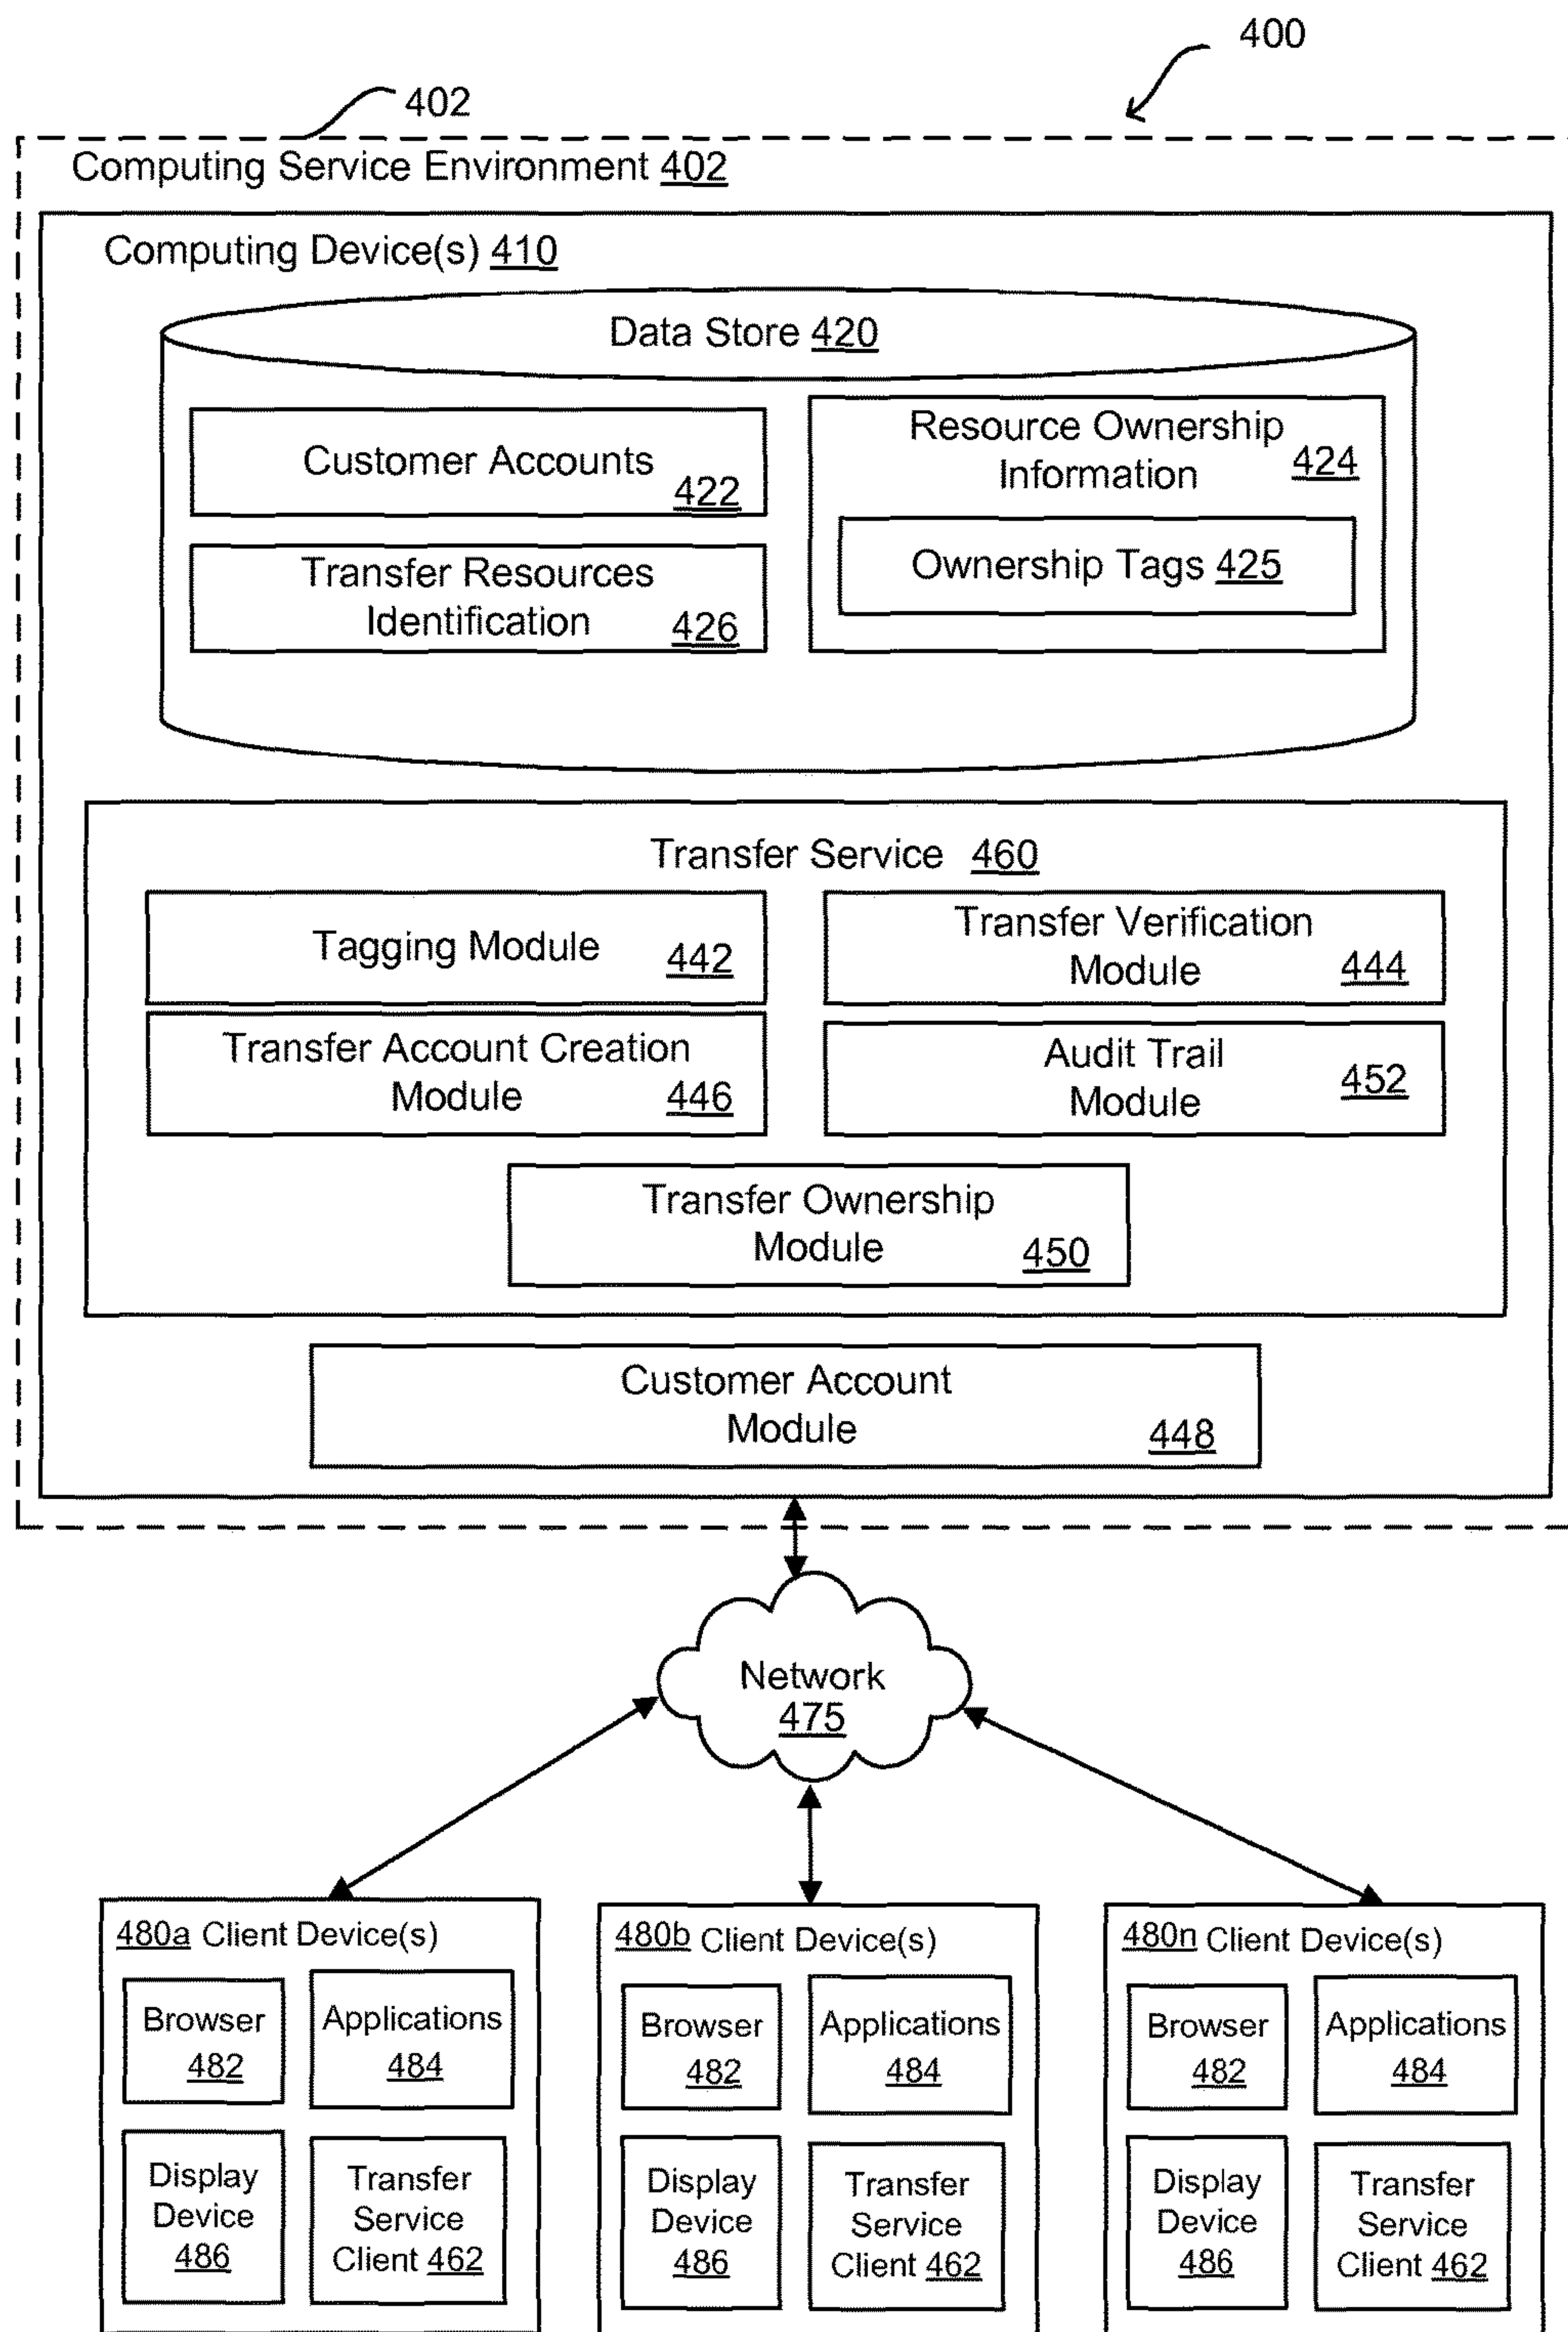 400
402
Computing Service Environment 402
Computing Device(s) 410
Data Store 420
Customer Accounts
422
Resource Ownership
Information
424
Transfer Resources
Identification
426
Ownership Tags 425
Transfer Service 460
Tagging Module
442
Transfer Verification
Module
444
Transfer Account Creation
Module
446
Audit Trail
Module
452
Transfer Ownership
Module
450
Customer Account
Module
448
Network
475
480a Client Device(s)
Browser
482
Applications
484
Display
Device
486
Transfer
Service
Client 462
480b Client Device(s)
Browser
482
Applications
484
Display
Device
486
Transfer
Service
Client 462
480n Client Device(s)
Browser
482
Applications
484
Display
Device
486
Transfer
Service
Client 462